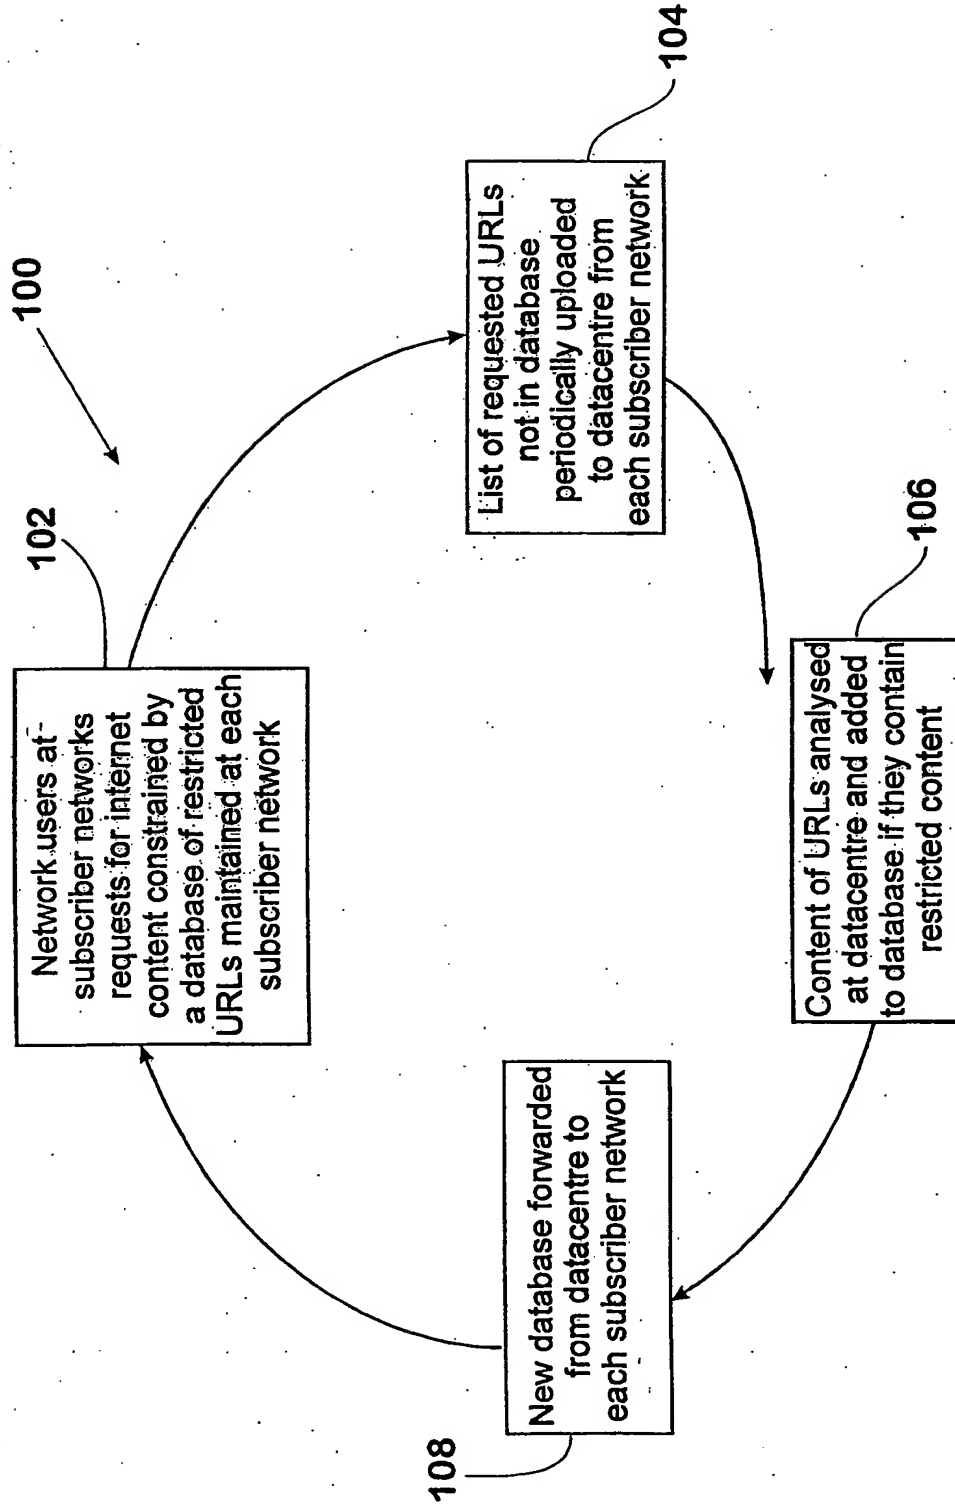 100
102
Network users at
subscriber networks
requests for internet
content constrained by
a database of restricted
URLs maintained at each
subscriber network
104
List of requested URLs
not in database
periodically uploaded
to datacentre from
each subscriber network
106
Content of URLs analysed
at datacentre and added
to database if they contain
restricted content
108
New database forwarded
from datacentre to
each subscriber network